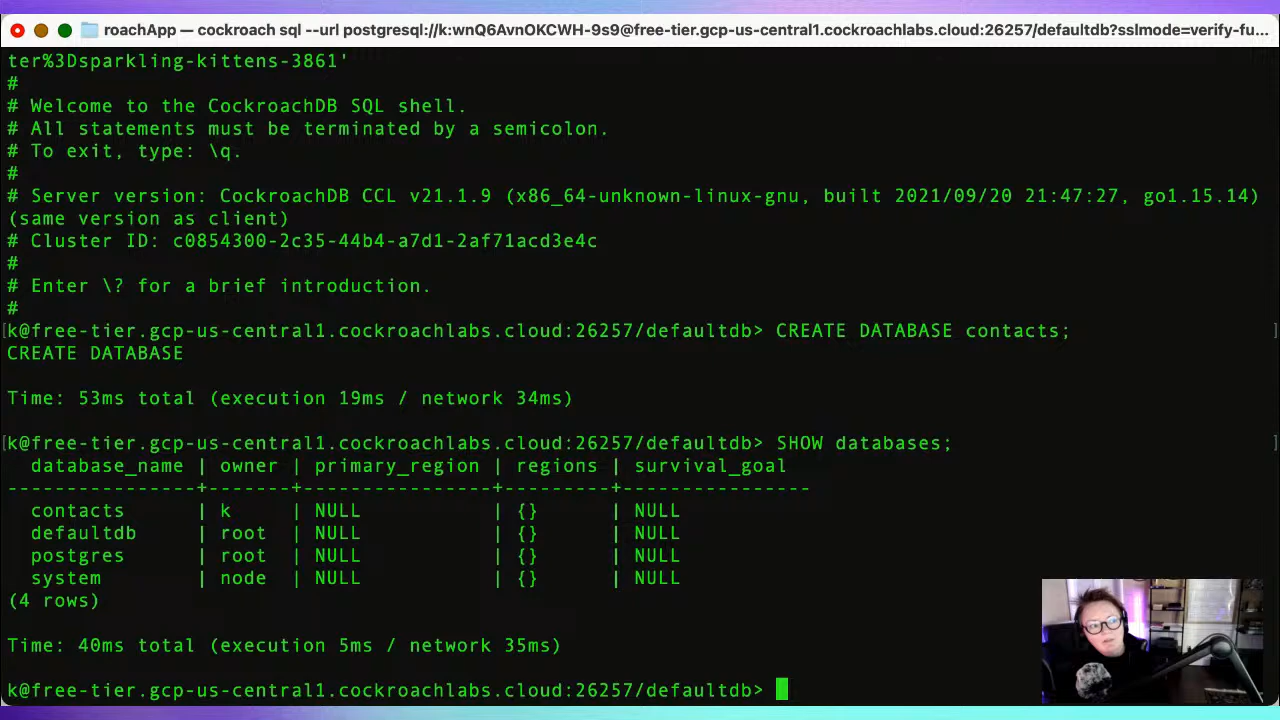 roachApp — cockroach sql --url postgresql://k:wnQ6AvnOKCWH-9s9@free-tier.gcp-us-central1.cockroachlabs.cloud:26257/defaultdb?sslmode=verify-fu...
ter%3Dsparkling-kittens-3861'
#
# Welcome to the CockroachDB SQL shell.
# All statements must be terminated by a semicolon.
# To exit, type: \q.
#
# Server version: CockroachDB CCL v21.1.9 (x86_64-unknown-linux-gnu, built 2021/09/20 21:47:27, go1.15.14)
(same version as client)
# Cluster ID: c0854300-2c35-44b4-a7d1-2af71acd3e4c
#
# Enter \? for a brief introduction.
#
[k@free-tier.gcp-us-central1.cockroachlabs.cloud:26257/defaultdb> CREATE DATABASE contacts; ]
CREATE DATABASE
Time: 53ms total (execution 19ms / network 34ms)
[k@free-tier.gcp-us-central1.cockroachlabs.cloud:26257/defaultdb> SHOW databases; ]
database_name | owner | primary_region | regions | survival_goal
----------------+-------+----------------+---------+----------------
contacts | k | NULL | {} | NULL
defaultdb | root | NULL | {} | NULL
postgres | root | NULL | {} | NULL
system | node | NULL | {} | NULL
(4 rows)
Time: 40ms total (execution 5ms / network 35ms)
k@free-tier.gcp-us-central1.cockroachlabs.cloud:26257/defaultdb>